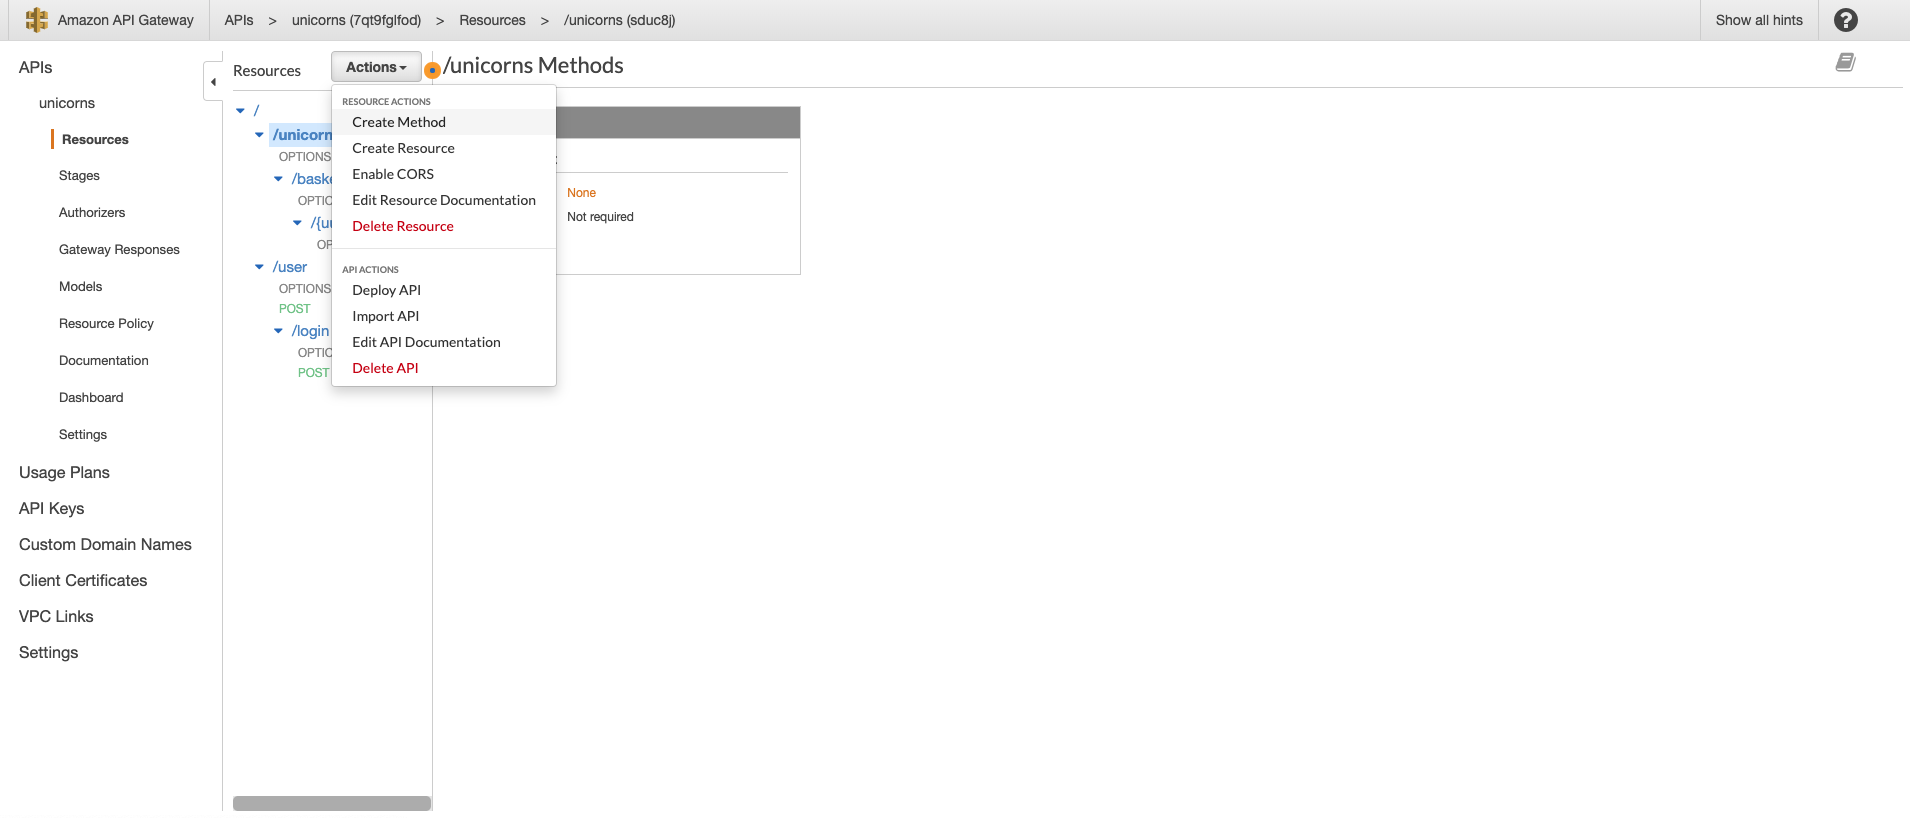 Amazon API Gateway
APIs > unicorns (7qt9fglfod) > Resources > /unicorns (sduc8j)
Show all hints
?
APIs
unicorns
Resources
Stages
Authorizers
Gateway Responses
Models
Resource Policy
Documentation
Dashboard
Settings
Usage Plans
API Keys
Custom Domain Names
Client Certificates
VPC Links
Settings
Resources
Actions
/
/unicorn
OPTIONS
/bask
OPTIO
/{u
OP
/user
OPTIONS
POST
/login
OPTIO
POST
RESOURCE ACTIONS
Create Method
Create Resource
Enable CORS
Edit Resource Documentation
Delete Resource
API ACTIONS
Deploy API
Import API
Edit API Documentation
Delete API
/unicorns Methods
None
Not required